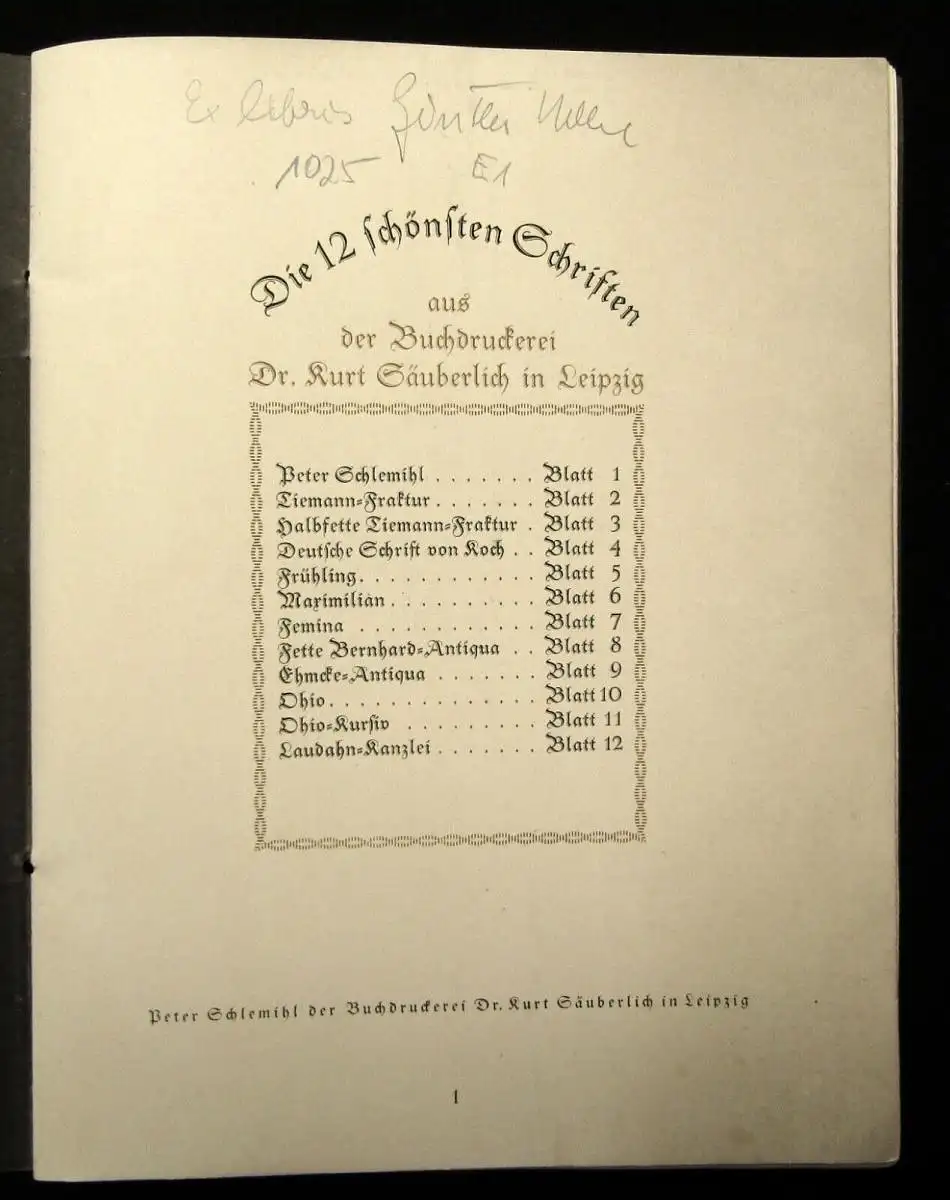 Ex libris Günther
1025 E1
Die 12 schönsten Schriften
aus
der Buchdruckerei
Dr. Kurt Säuberlich in Leipzig
Peter Schlemihl . . . . . . . Blatt 1
Tiemann=Fraktur . . . . . . . Blatt 2
Halbfette Tiemann=Fraktur . Blatt 3
Deutsche Schrift von Koch . . Blatt 4
Frühling. . . . . . . . . . . . Blatt 5
Maximilian . . . . . . . . . . Blatt 6
Femina . . . . . . . . . . . . Blatt 7
Fette Bernhard=Antiqua . . Blatt 8
Ehmcke=Antiqua . . . . . . . Blatt 9
Ohio. . . . . . . . . . . . . . Blatt 10
Ohio=Kursiv . . . . . . . . . Blatt 11
Laudahn=Kanzlei . . . . . . . Blatt 12
Peter Schlemihl der Buchdruckerei Dr. Kurt Säuberlich in Leipzig
1